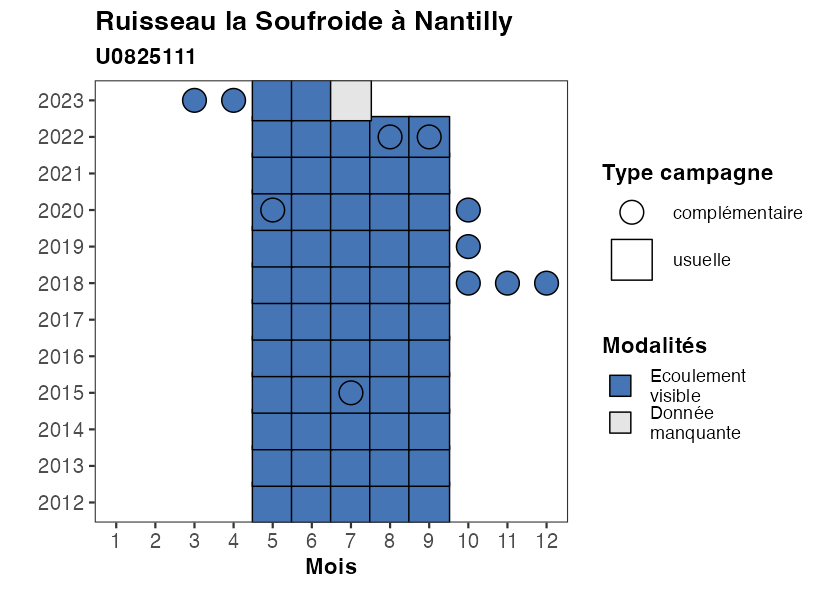 Ruisseau la Soufroide à Nantilly
U0825111
2023
2022
2021
2020
2019
2018
2017
2016
2015
2014
2013
2012
1 2 3 4 5 6 7 8 9 10 11 12
Mois
Type campagne
complémentaire
usuelle
Modalités
Ecoulement
visible
Donnée
manquante